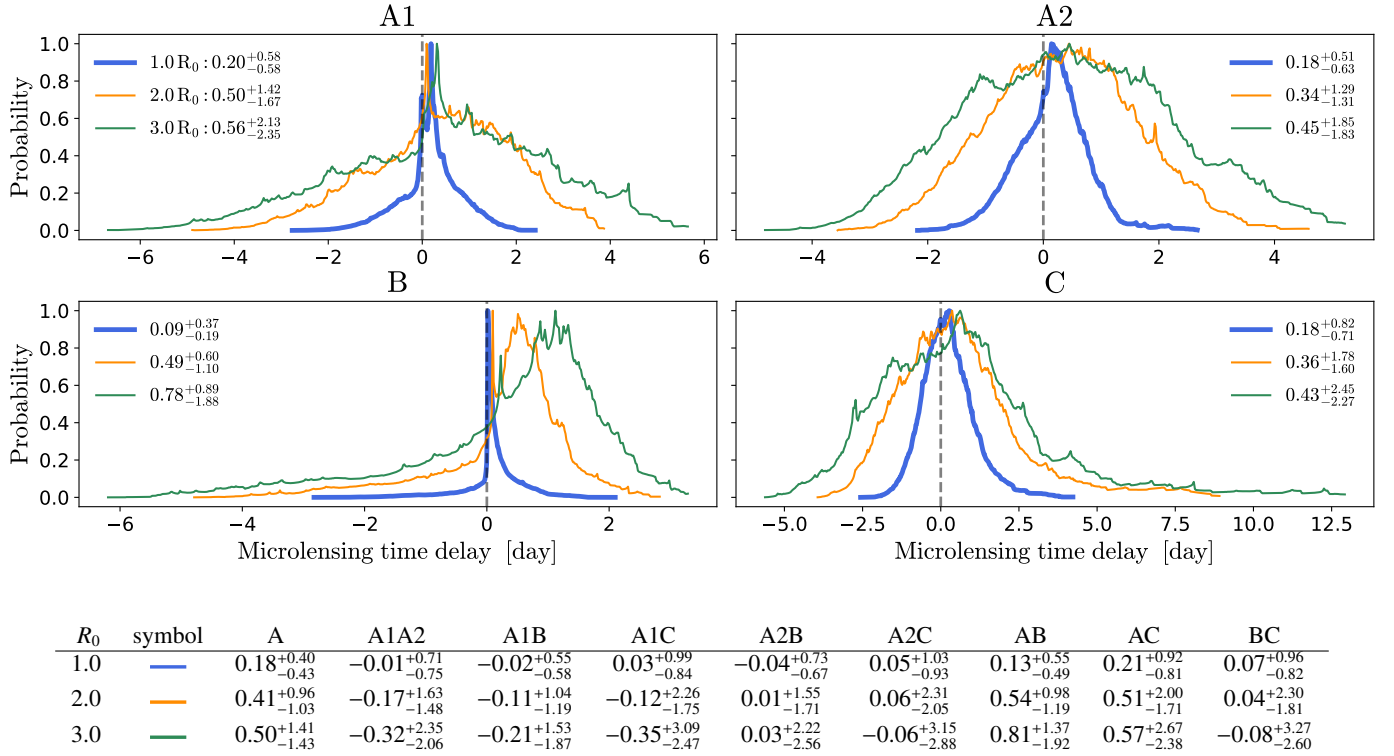 A1
A2
Probability
1.0
0.8
0.6
0.4
0.2
0.0
1.0 R₀ : 0.20 +0.58 −0.58
2.0 R₀ : 0.50 +1.42 −1.67
3.0 R₀ : 0.56 +2.13 −2.35
−6 −4 −2 0 2 4 6
0.18 +0.51 −0.63
0.34 +1.29 −1.31
0.45 +1.85 −1.83
−4 −2 0 2 4
B
C
Probability
1.0
0.8
0.6
0.4
0.2
0.0
0.09 +0.37 −0.19
0.49 +0.60 −1.10
0.78 +0.89 −1.88
−6 −4 −2 0 2
Microlensing time delay [day]
0.18 +0.82 −0.71
0.36 +1.78 −1.60
0.43 +2.45 −2.27
−5.0 −2.5 0.0 2.5 5.0 7.5 10.0 12.5
Microlensing time delay [day]
R₀ symbol A A1A2 A1B A1C A2B A2C AB AC BC
1.0 0.18 +0.40 −0.43 −0.01 +0.71 −0.75 −0.02 +0.55 −0.58 0.03 +0.99 −0.84 −0.04 +0.73 −0.67 0.05 +1.03 −0.93 0.13 +0.55 −0.49 0.21 +0.92 −0.81 0.07 +0.96 −0.82
2.0 0.41 +0.96 −1.03 −0.17 +1.63 −1.48 −0.11 +1.04 −1.19 −0.12 +2.26 −1.75 0.01 +1.55 −1.71 0.06 +2.31 −2.05 0.54 +0.98 −1.19 0.51 +2.00 −1.71 0.04 +2.30 −1.81
3.0 0.50 +1.41 −1.43 −0.32 +2.35 −2.06 −0.21 +1.53 −1.87 −0.35 +3.09 −2.47 0.03 +2.22 −2.56 −0.06 +3.15 −2.88 0.81 +1.37 −1.92 0.57 +2.67 −2.38 −0.08 +3.27 −2.60